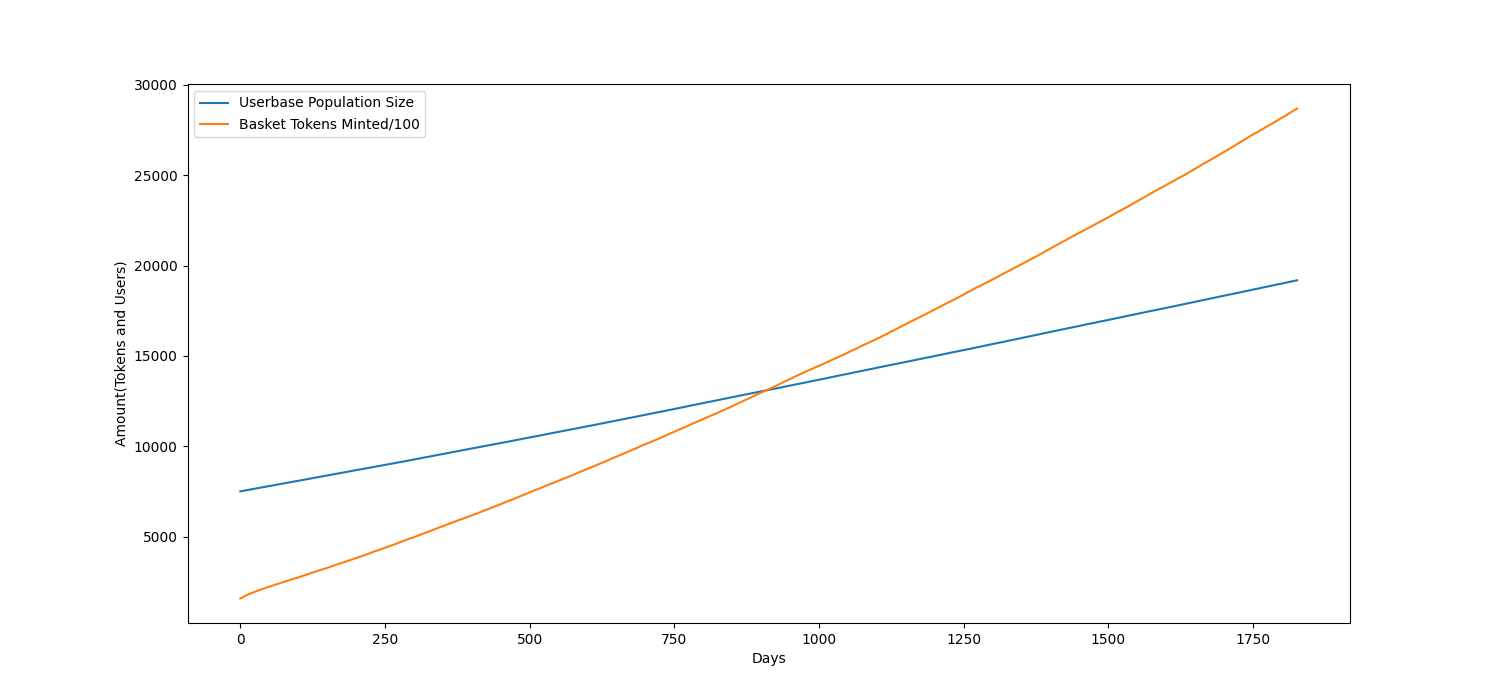 30000
25000
20000
15000
10000
5000
Amount(Tokens and Users)
Userbase Population Size
Basket Tokens Minted/100
0 250 500 750 1000 1250 1500 1750
Days